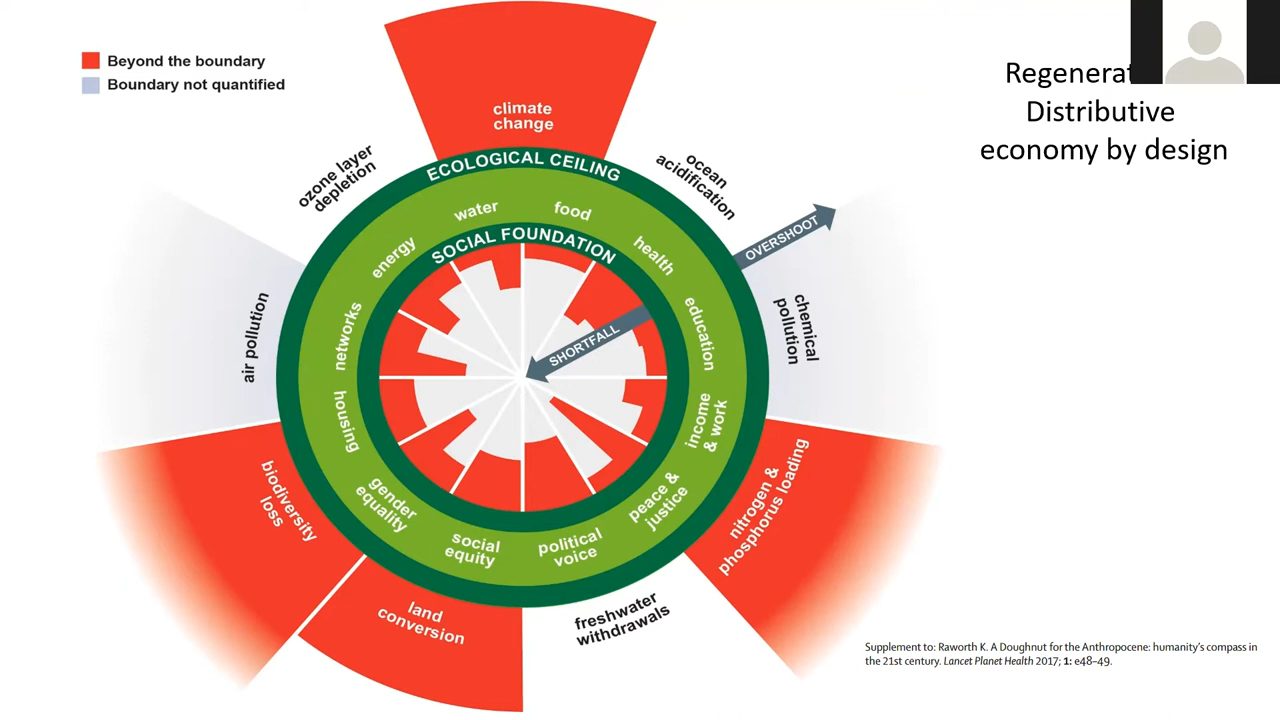 Beyond the boundary
Boundary not quantified
Distributive
economy by design
climate
change
ECOLOGICAL CEILING
ozone layer
depletion
ocean
acidification
OVERSHOOT
chemical
pollution
nitrogen &
phosphorus loading
freshwater
withdrawals
land
conversion
biodiversity
loss
air pollution
water
food
health
education
income
& work
peace &
justice
political
voice
social
equity
gender
equality
housing
networks
energy
SOCIAL FOUNDATION
SHORTFALL
Supplement to: Raworth K. A Doughnut for the Anthropocene: humanity's compass in
the 21st century. Lancet Planet Health 2017; 1: e48–49.